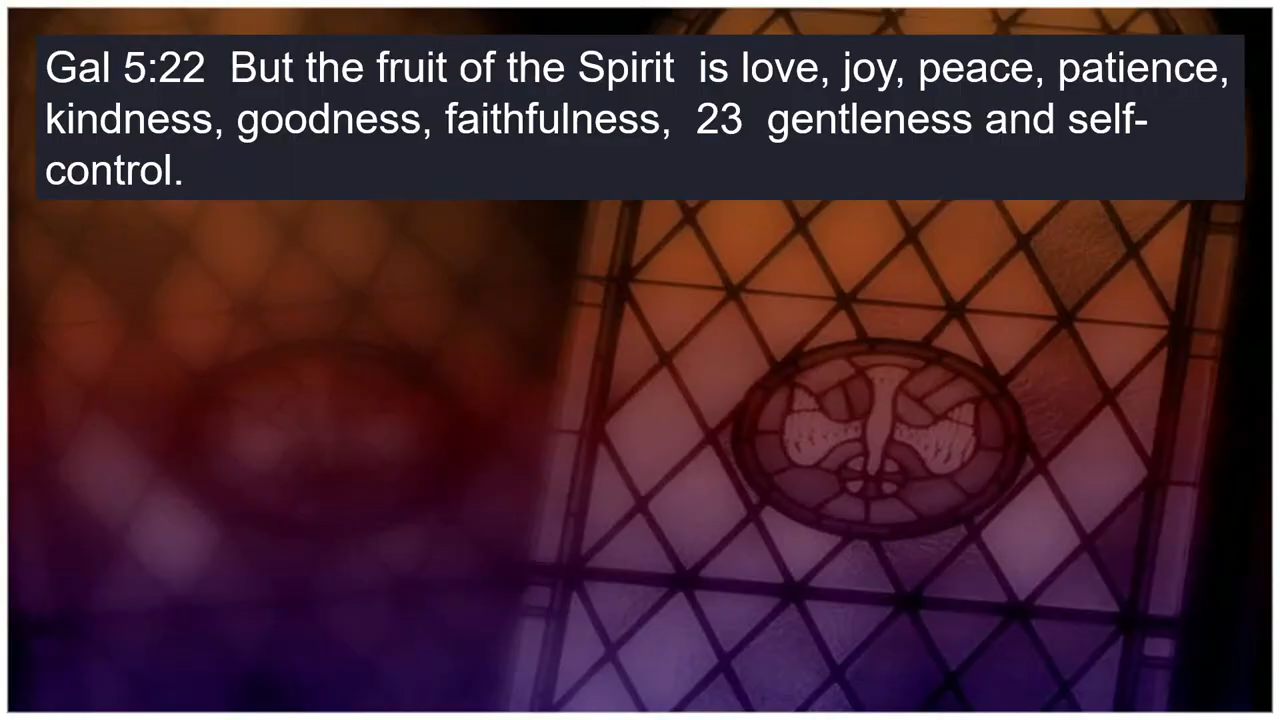 Gal 5:22  But the fruit of the Spirit  is love, joy, peace, patience,
kindness, goodness, faithfulness,  23  gentleness and self-
control.